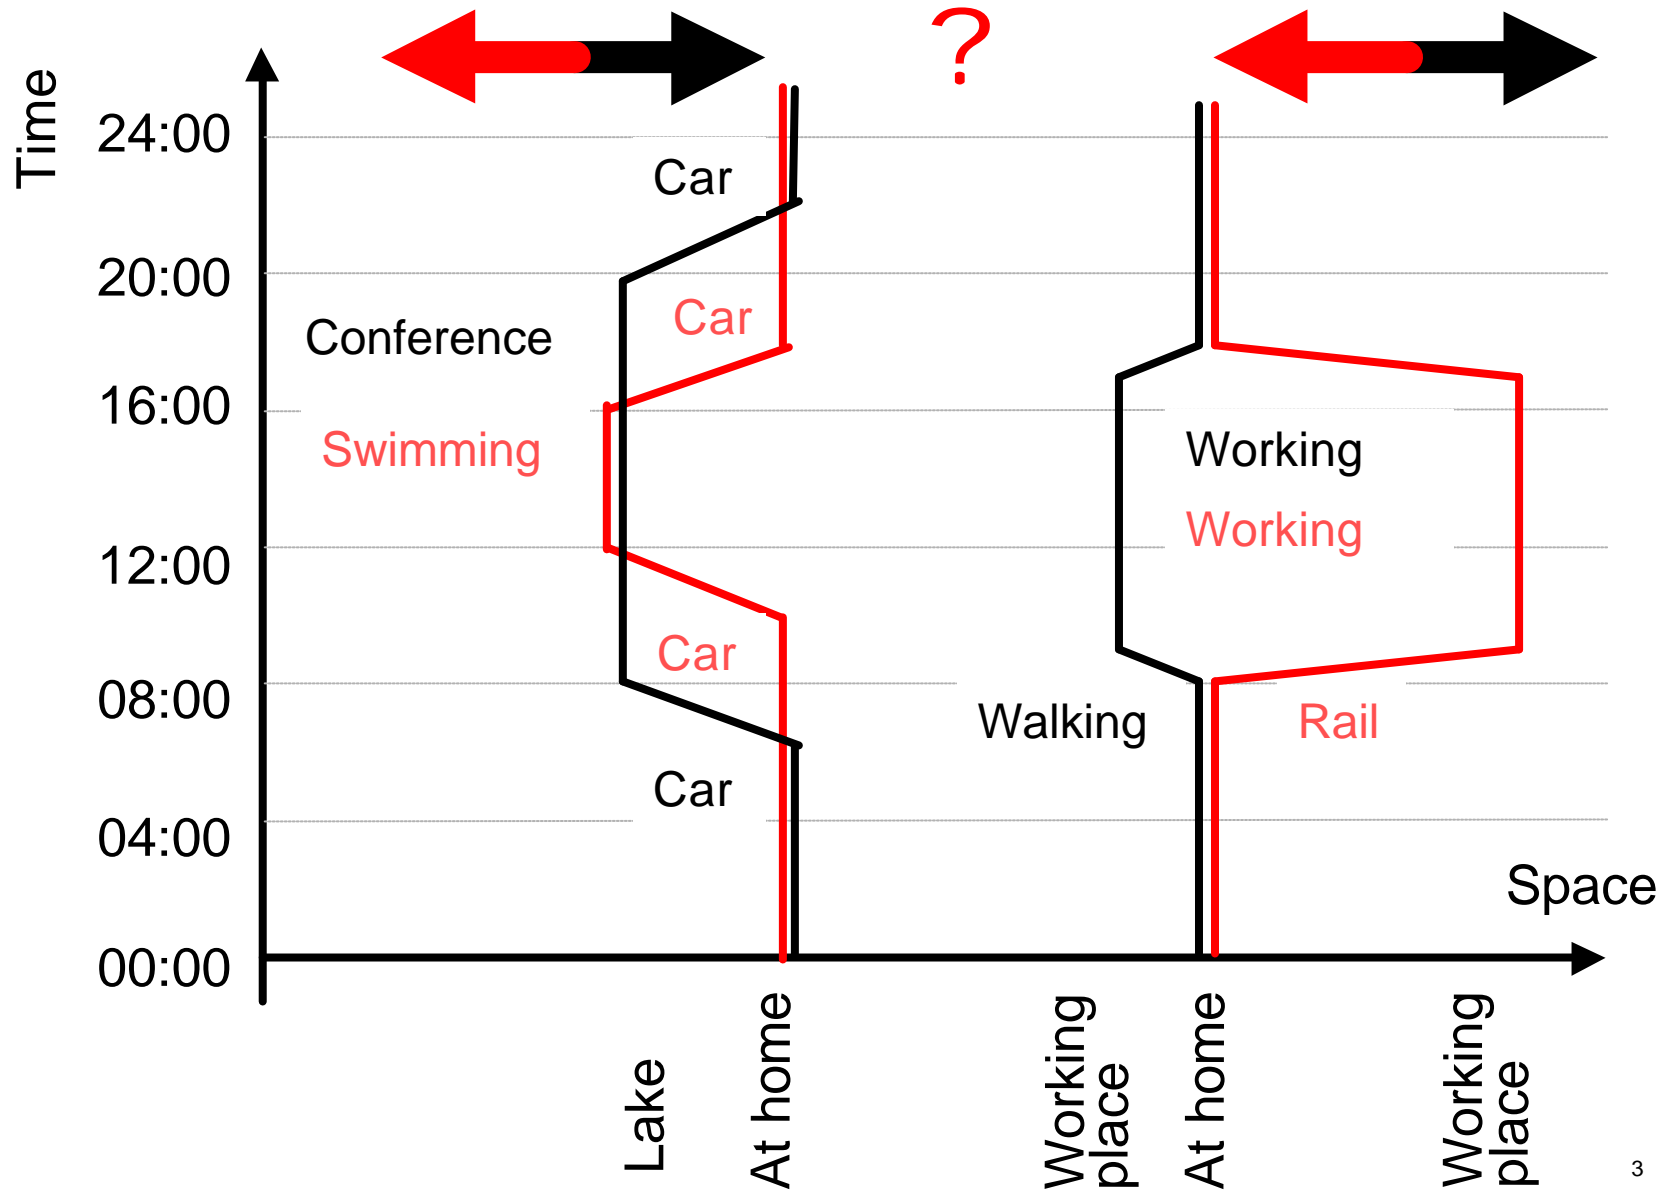 ?
Time
24:00
Car
20:00
Car
Conference
16:00
Swimming
Working
Working
12:00
Car
08:00
Walking
Rail
Car
04:00
Space
00:00
Lake
At home
Working
place
At home
Working
place
3